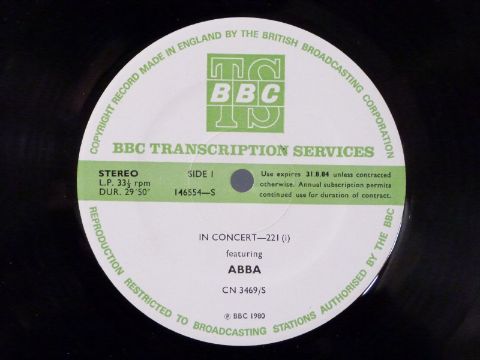 COPYRIGHT RECORD MADE IN ENGLAND BY THE BRITISH BROADCASTING CORPORATION
TS
BBC
BBC TRANSCRIPTION SERVICES
STEREO
L.P. 33⅓ rpm
DUR. 29'50"
SIDE 1
146554—S
Use expires 31.8.84 unless contracted
otherwise. Annual subscription permits
continued use for duration of contract.
IN CONCERT—221 (i)
featuring
ABBA
CN 3469/S
℗ BBC 1980
REPRODUCTION RESTRICTED TO BROADCASTING STATIONS AUTHORISED BY THE BBC